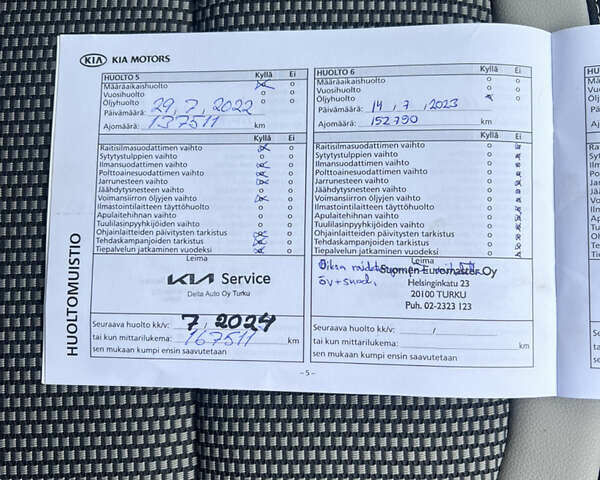 KIA KIA MOTORS
HUOLTO 5 Kyllä Ei
Määräaikaishuolto o
Vuosihuolto o o
Öljyhuolto o o
Päivämäärä: 29, 7, 2022
Ajomäärä: 137511 km
Kyllä Ei
Raitisilmasuodattimen vaihto o
Sytytystulppien vaihto o o
Ilmansuodattimen vaihto o
Polttoainesuodattimen vaihto o
Jarrunesteen vaihto o
Jäähdytysnesteen vaihto o o
Voimansiirron öljyjen vaihto o
Ilmastointilaitteen täyttöhuolto o o
Apulaitehihnan vaihto o o
Tuulilasinpyyhkijöiden vaihto o o
Ohjainlaitteiden päivitysten tarkistus o
Tehdaskampanjoiden tarkistus o
Tiepalvelun jatkaminen vuodeksi o
Leima
KIA Service
Delta Auto Oy Turku
Seuraava huolto kk/v: 7, 2024
tai kun mittarilukema: 167511 km
sen mukaan kumpi ensin saavutetaan
HUOLTO 6 Kyllä Ei
Määräaikaishuolto o o
Vuosihuolto o o
Öljyhuolto o
Päivämäärä: 14, 7, 2023
Ajomäärä: 152790 km
Kyllä Ei
Raitisilmasuodattimen vaihto o
Sytytystulppien vaihto o
Ilmansuodattimen vaihto o
Polttoainesuodattimen vaihto o
Jarrunesteen vaihto o
Jäähdytysnesteen vaihto o
Voimansiirron öljyjen vaihto o
Ilmastointilaitteen täyttöhuolto o
Apulaitehihnan vaihto o
Tuulilasinpyyhkijöiden vaihto o
Ohjainlaitteiden päivitysten tarkistus o
Tehdaskampanjoiden tarkistus o
Tiepalvelun jatkaminen vuodeksi o
Leima
Suomen Euromaster Oy
öv + suod.
Helsinginkatu 23
20100 TURKU
Puh. 02-2323 123
Seuraava huolto kk/v: /
tai kun mittarilukema: km
sen mukaan kumpi ensin saavutetaan
HUOLTOMUISTIO
– 5 –